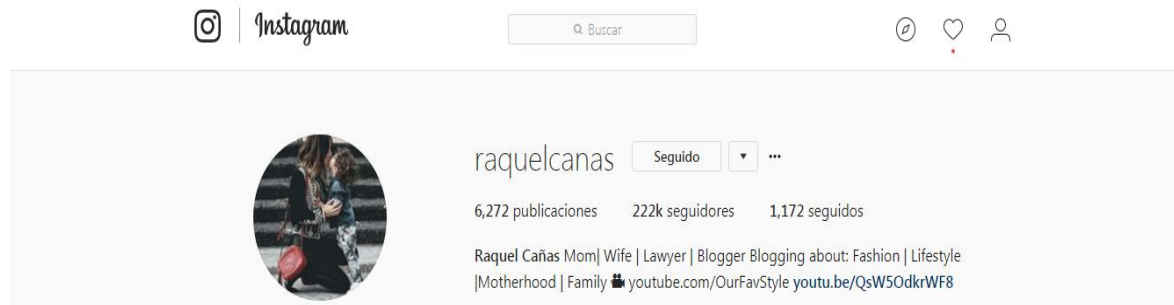 Instagram
Buscar
raquelcanas Seguido
6,272 publicaciones 222k seguidores 1,172 seguidos
Raquel Cañas Mom| Wife | Lawyer | Blogger Blogging about: Fashion | Lifestyle
|Motherhood | Family 🎥 youtube.com/OurFavStyle youtu.be/QsW5OdkrWF8